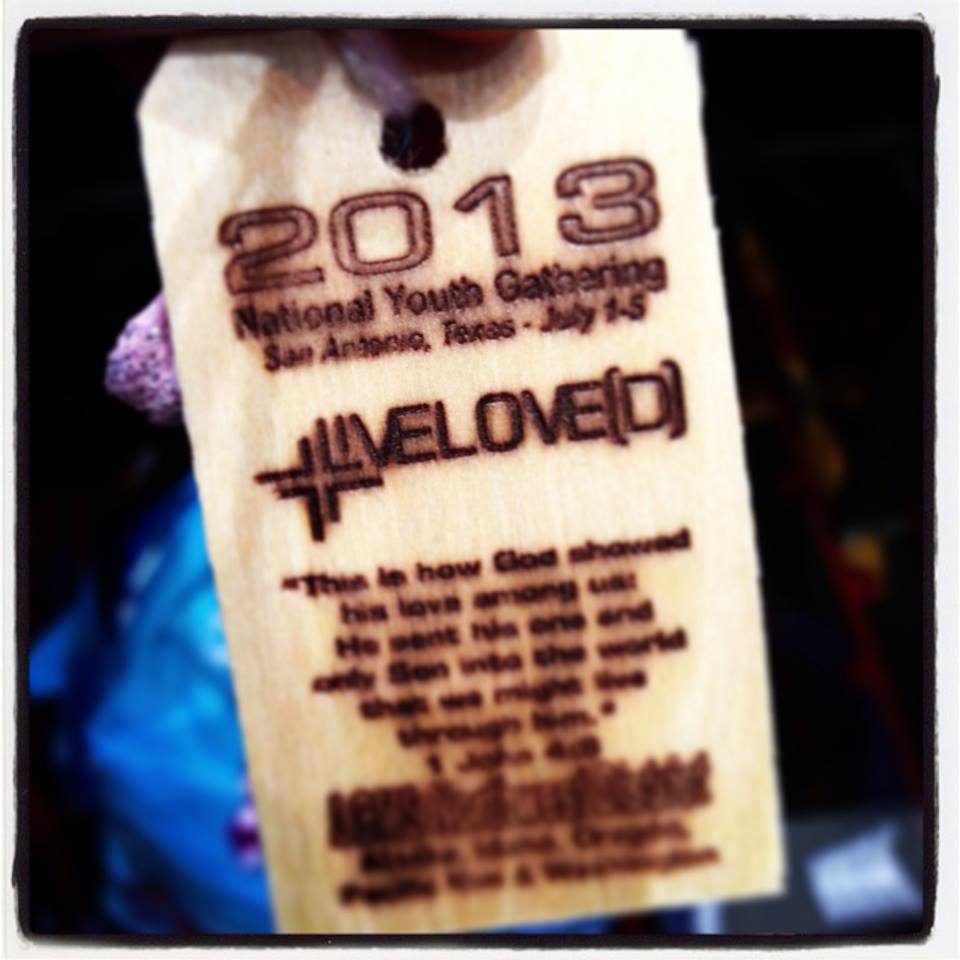 2013
National Youth Gathering
San Antonio, Texas - July 1-5
LIVELOVE[D]
"This is how God showed
his love among us:
He sent his one and
only Son into the world
that we might live
through him."
1 John 4:9
Alaska, Idaho, Oregon,
Pacific Rim & Washington